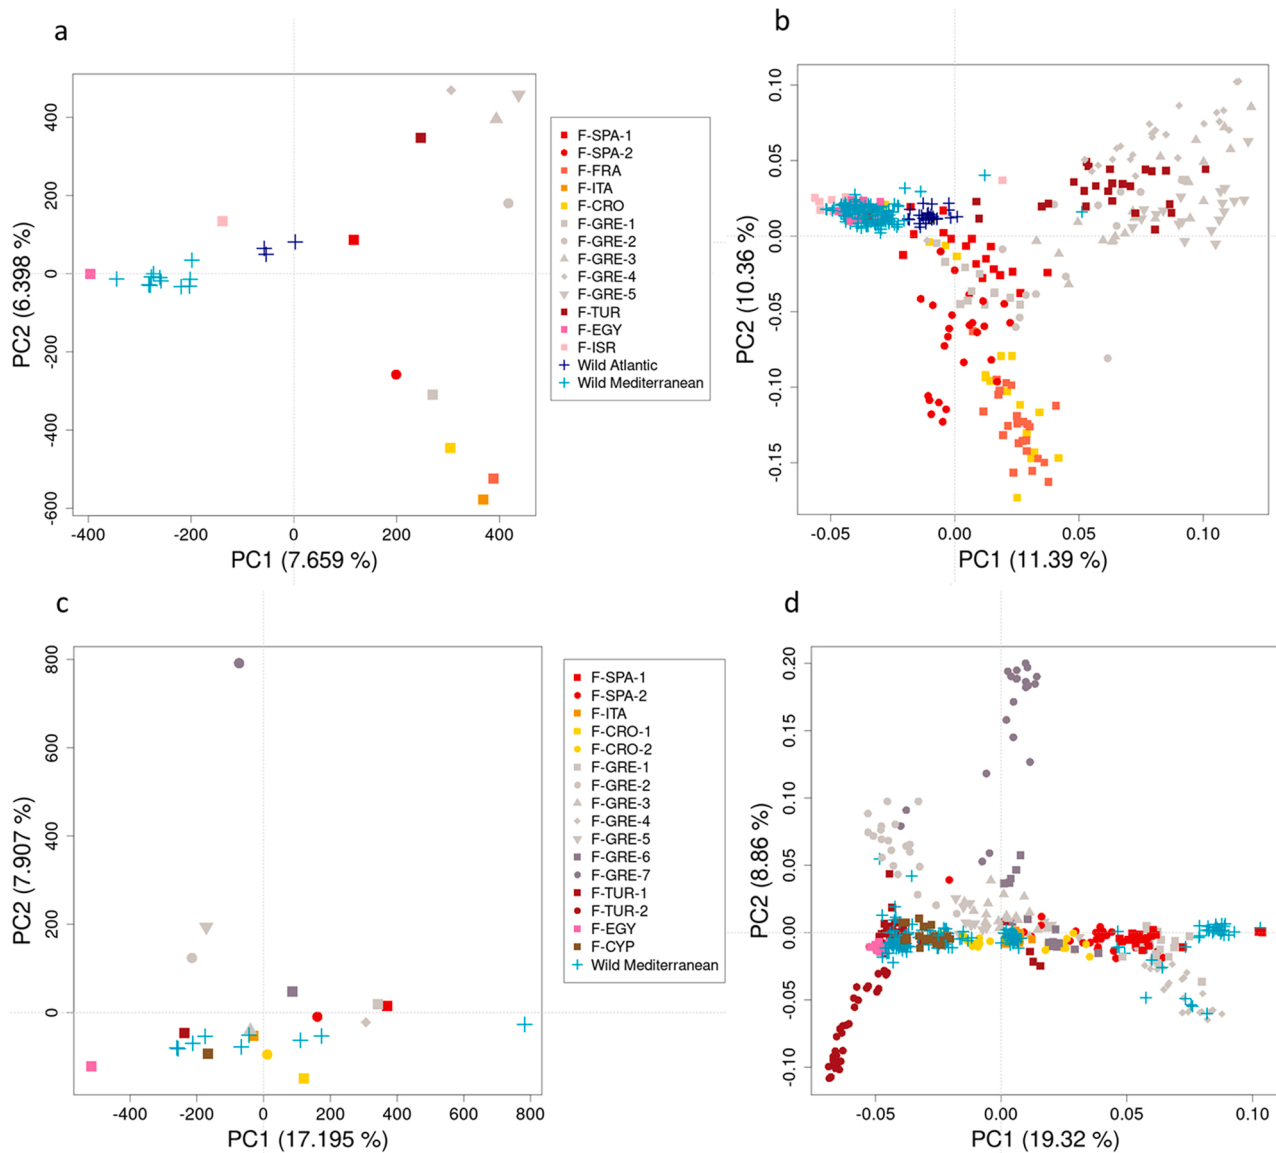 a
b
400
200
0
-200
-400
-600
PC2 (6.398 %)
-400
-200
0
200
400
PC1 (7.659 %)
F-SPA-1
F-SPA-2
F-FRA
F-ITA
F-CRO
F-GRE-1
F-GRE-2
F-GRE-3
F-GRE-4
F-GRE-5
F-TUR
F-EGY
F-ISR
Wild Atlantic
Wild Mediterranean
0.10
0.05
0.00
-0.05
-0.10
-0.15
PC2 (10.36 %)
-0.05
0.00
0.05
0.10
PC1 (11.39 %)
c
d
800
600
400
200
0
PC2 (7.907 %)
-400
-200
0
200
400
600
800
PC1 (17.195 %)
F-SPA-1
F-SPA-2
F-ITA
F-CRO-1
F-CRO-2
F-GRE-1
F-GRE-2
F-GRE-3
F-GRE-4
F-GRE-5
F-GRE-6
F-GRE-7
F-TUR-1
F-TUR-2
F-EGY
F-CYP
Wild Mediterranean
0.20
0.15
0.10
0.05
0.00
-0.05
-0.10
PC2 (8.86 %)
-0.05
0.00
0.05
0.10
PC1 (19.32 %)